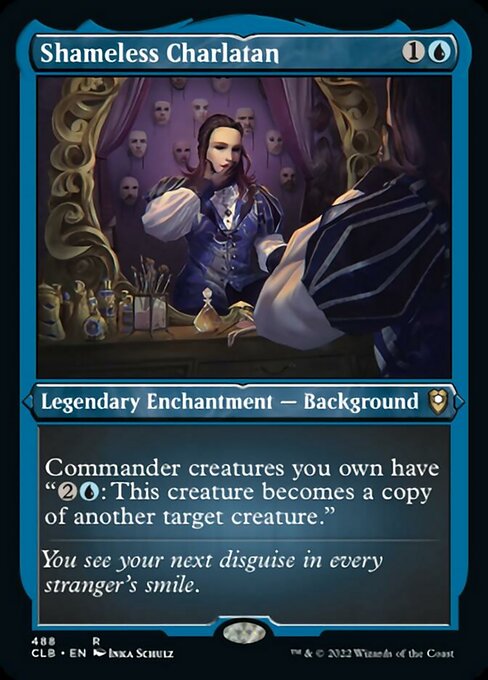 Shameless Charlatan 1
Legendary Enchantment — Background
Commander creatures you own have
“2: This creature becomes a copy
of another target creature.”
You see your next disguise in every
stranger’s smile.
488 R
CLB • EN Inka Schulz
™ & © 2022 Wizards of the Coast